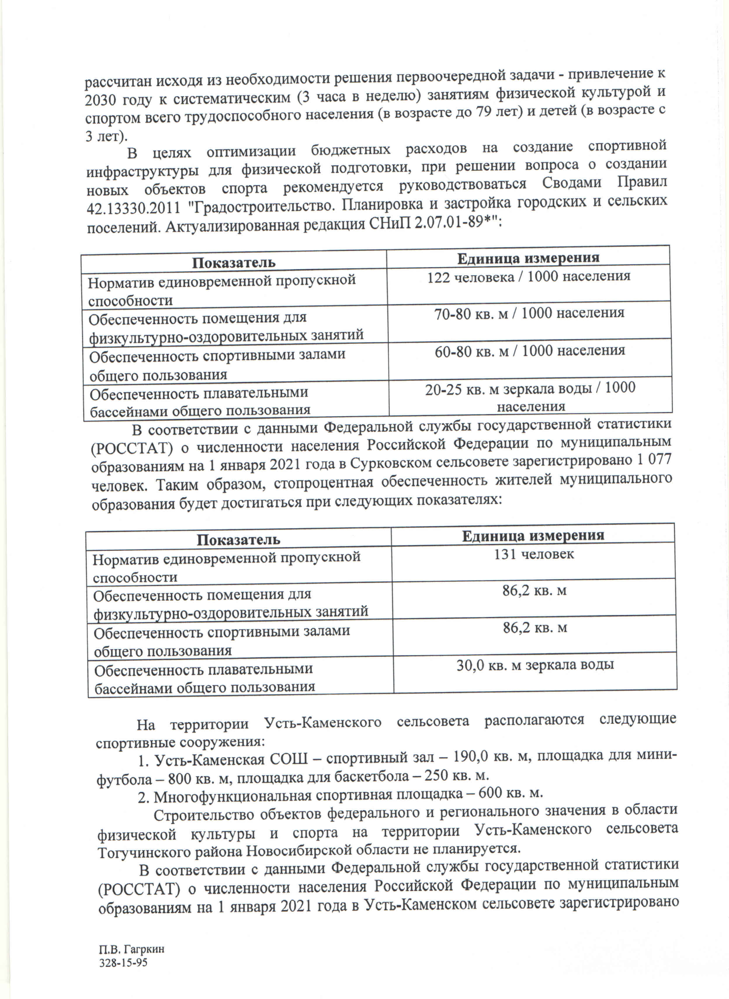 рассчитан исходя из необходимости решения первоочередной задачи - привлечение к
2030 году к систематическим (3 часа в неделю) занятиям физической культурой и
спортом всего трудоспособного населения (в возрасте до 79 лет) и детей (в возрасте с
3 лет).
В целях оптимизации бюджетных расходов на создание спортивной
инфраструктуры для физической подготовки, при решении вопроса о создании
новых объектов спорта рекомендуется руководствоваться Сводами Правил
42.13330.2011 "Градостроительство. Планировка и застройка городских и сельских
поселений. Актуализированная редакция СНиП 2.07.01-89*":
Показатель Единица измерения
Норматив единовременной пропускной 122 человека / 1000 населения
способности
Обеспеченность помещения для 70-80 кв. м / 1000 населения
физкультурно-оздоровительных занятий
Обеспеченность спортивными залами 60-80 кв. м / 1000 населения
общего пользования
Обеспеченность плавательными 20-25 кв. м зеркала воды / 1000
бассейнами общего пользования населения
В соответствии с данными Федеральной службы государственной статистики
(РОССТАТ) о численности населения Российской Федерации по муниципальным
образованиям на 1 января 2021 года в Сурковском сельсовете зарегистрировано 1 077
человек. Таким образом, стопроцентная обеспеченность жителей муниципального
образования будет достигаться при следующих показателях:
Показатель Единица измерения
Норматив единовременной пропускной 131 человек
способности
Обеспеченность помещения для 86,2 кв. м
физкультурно-оздоровительных занятий
Обеспеченность спортивными залами 86,2 кв. м
общего пользования
Обеспеченность плавательными 30,0 кв. м зеркала воды
бассейнами общего пользования
На территории Усть-Каменского сельсовета располагаются следующие
спортивные сооружения:
1. Усть-Каменская СОШ – спортивный зал – 190,0 кв. м, площадка для мини-
футбола – 800 кв. м, площадка для баскетбола – 250 кв. м.
2. Многофункциональная спортивная площадка – 600 кв. м.
Строительство объектов федерального и регионального значения в области
физической культуры и спорта на территории Усть-Каменского сельсовета
Тогучинского района Новосибирской области не планируется.
В соответствии с данными Федеральной службы государственной статистики
(РОССТАТ) о численности населения Российской Федерации по муниципальным
образованиям на 1 января 2021 года в Усть-Каменском сельсовете зарегистрировано
П.В. Гагркин
328-15-95